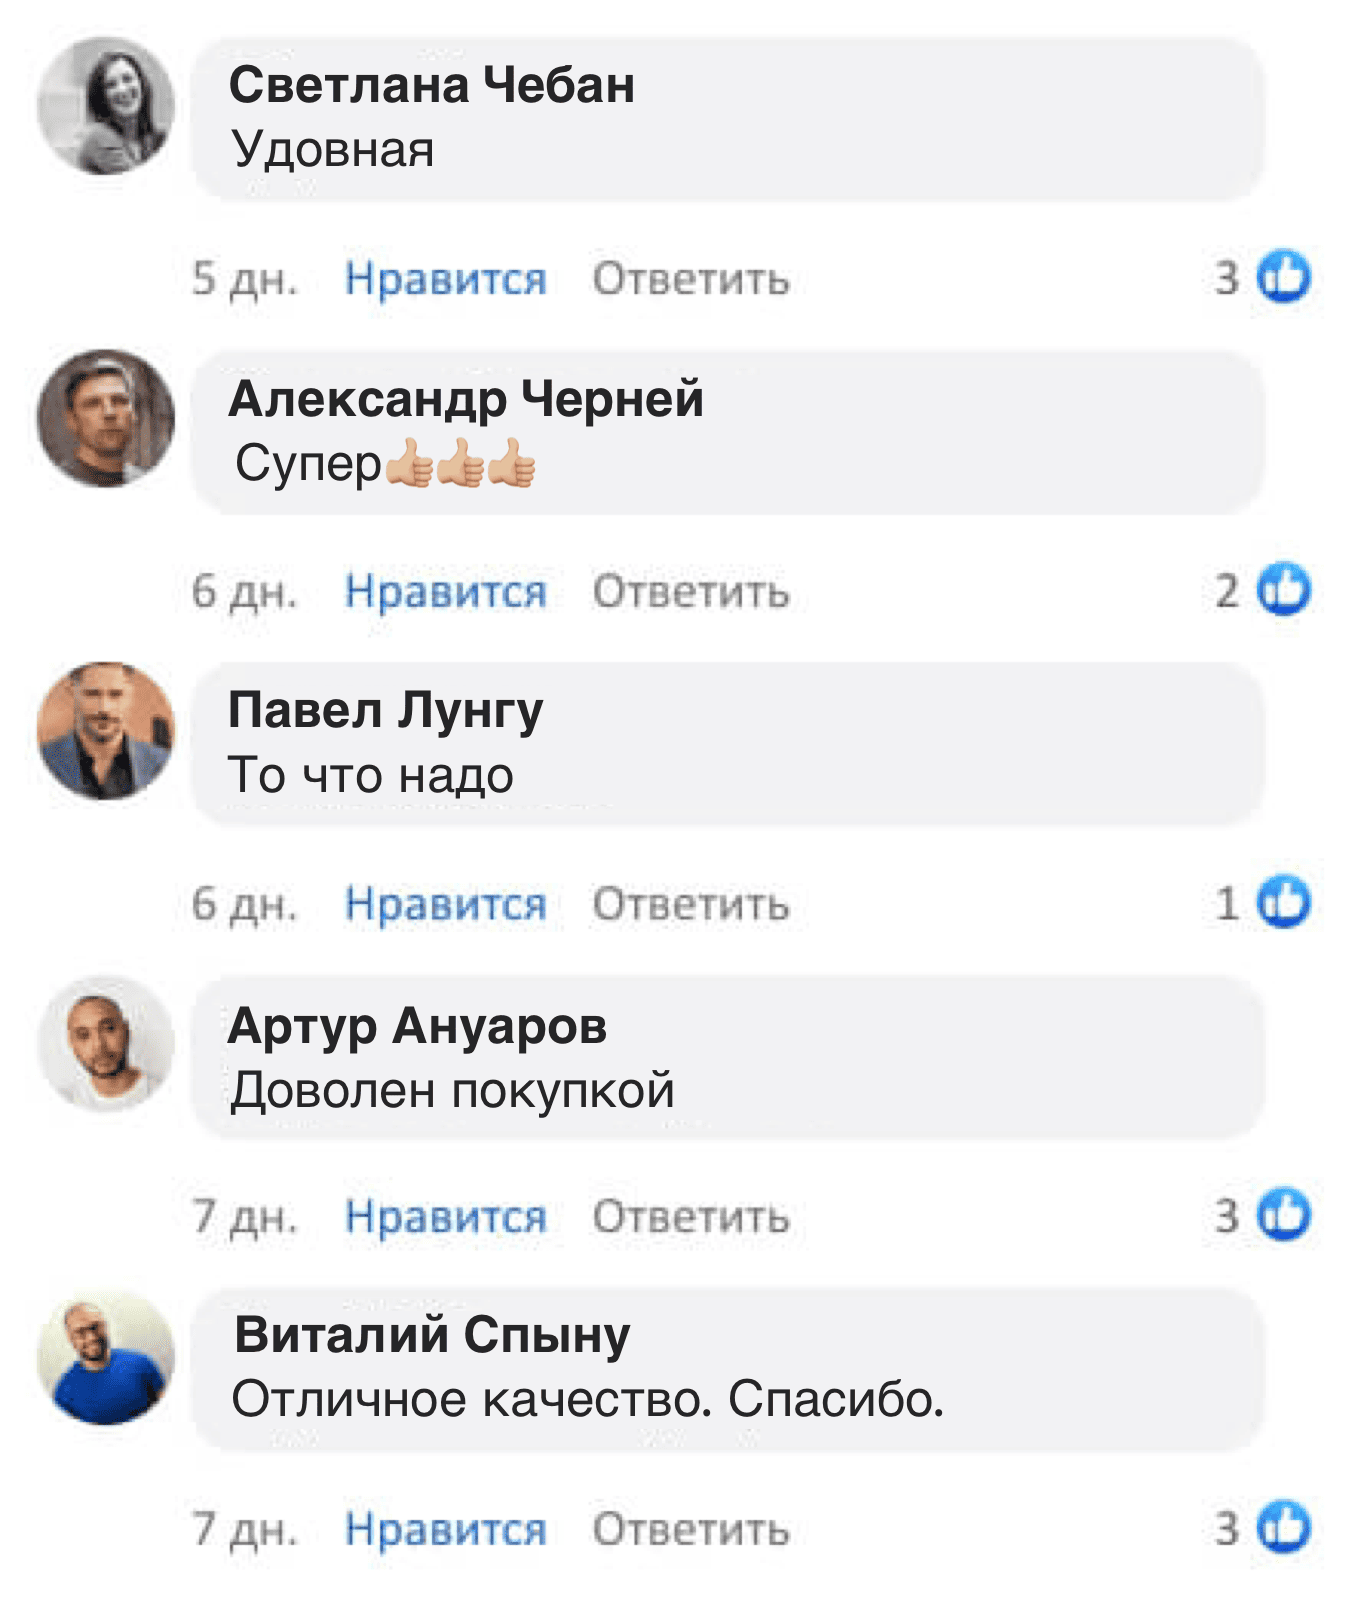 Светлана Чебан
Удовная
5 дн. Нравится Ответить 3
Александр Черней
Супер👍🏼👍🏼👍🏼
6 дн. Нравится Ответить 2
Павел Лунгу
То что надо
6 дн. Нравится Ответить 1
Артур Ануаров
Доволен покупкой
7 дн. Нравится Ответить 3
Виталий Спыну
Отличное качество. Спасибо.
7 дн. Нравится Ответить 3